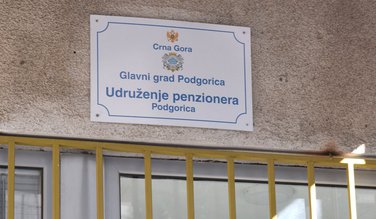 Crna Gora
Glavni grad Podgorica
Udruženje penzionera
Podgorica